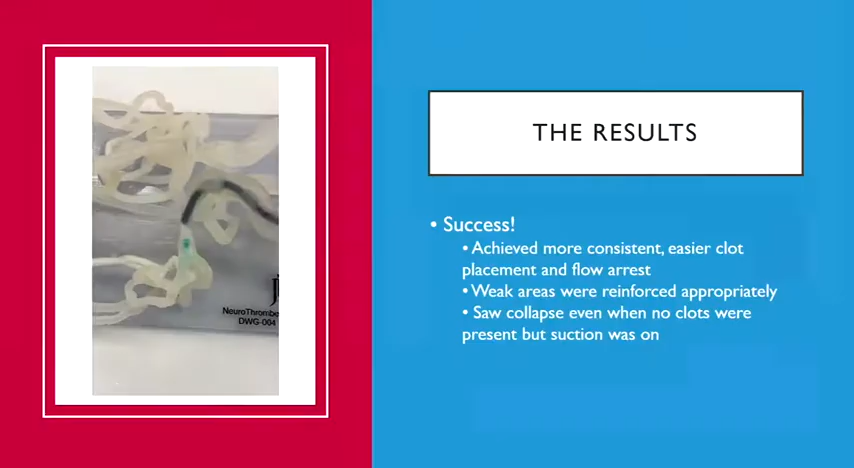 THE RESULTS
• Success!
• Achieved more consistent, easier clot
placement and flow arrest
• Weak areas were reinforced appropriately
• Saw collapse even when no clots were
present but suction was on
NeuroThrombe
DWG-004